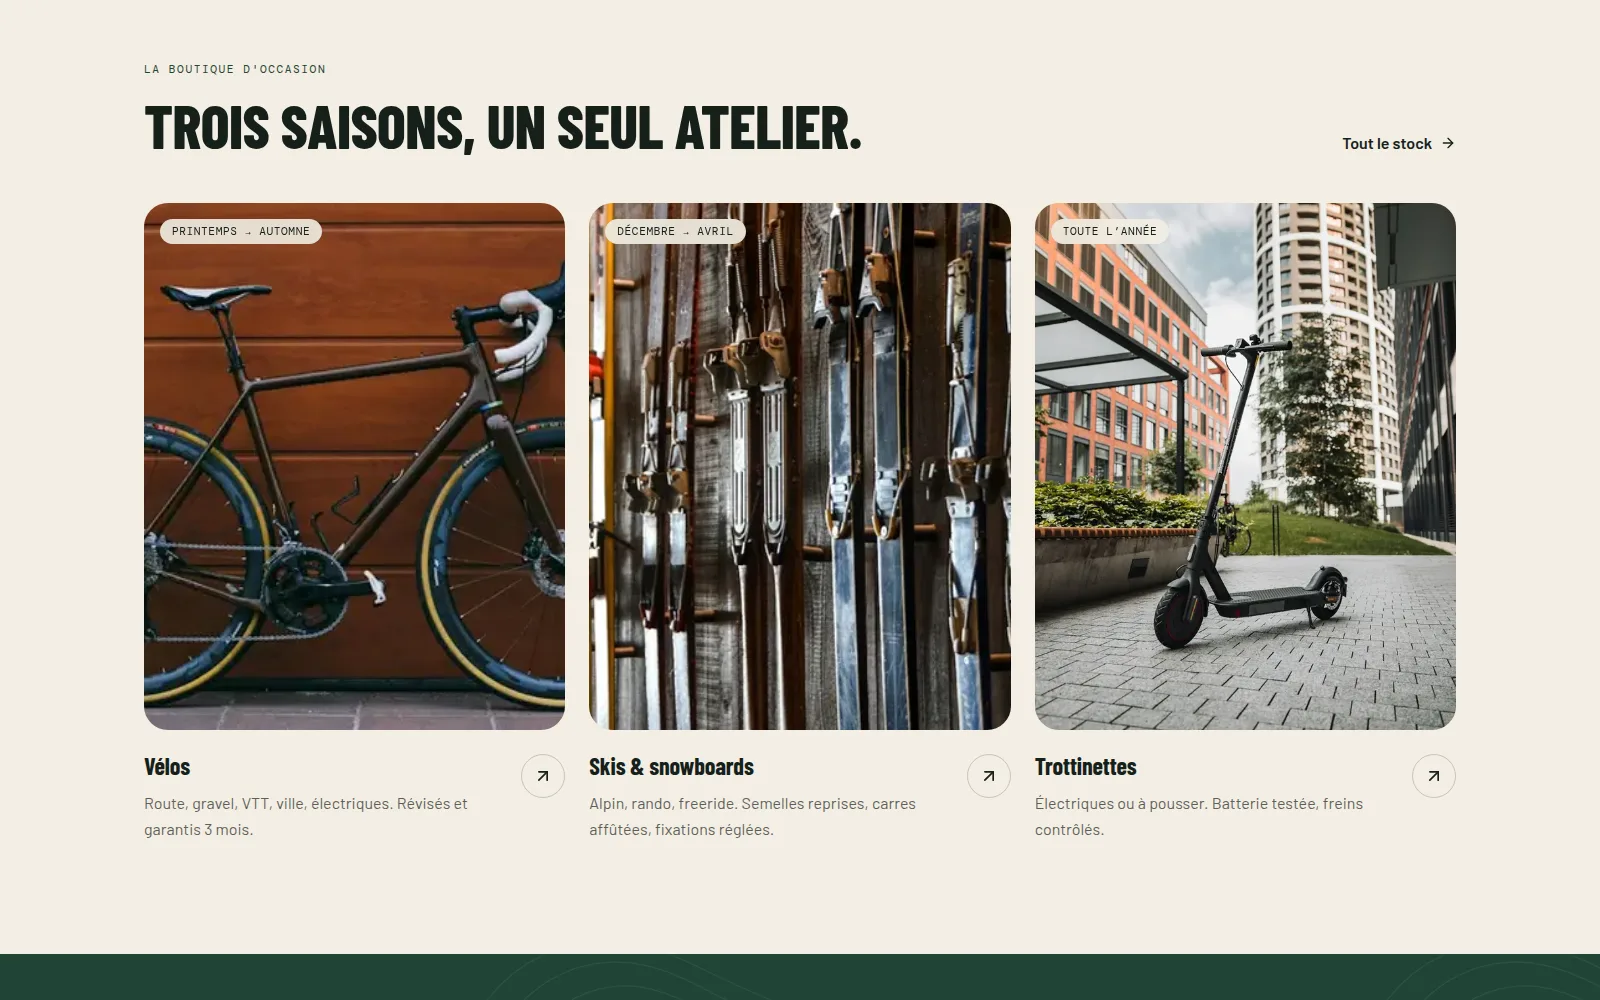 LA BOUTIQUE D'OCCASION
TROIS SAISONS, UN SEUL ATELIER.
Tout le stock →
PRINTEMPS → AUTOMNE
DÉCEMBRE → AVRIL
TOUTE L'ANNÉE
Vélos
Route, gravel, VTT, ville, électriques. Révisés et
garantis 3 mois.
Skis & snowboards
Alpin, rando, freeride. Semelles reprises, carres
affûtées, fixations réglées.
Trottinettes
Électriques ou à pousser. Batterie testée, freins
contrôlés.